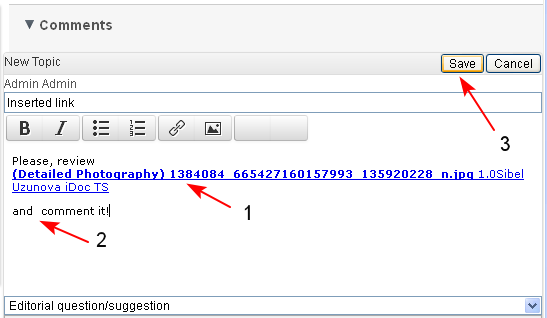 Comments
New Topic Save Cancel
Admin Admin
Inserted link
B I
3
Please, review
(Detailed Photography) 1384084_665427160157993_135920228_n.jpg 1.0Sibel
Uzunova iDoc TS
1
and comment it!
2
Editorial question/suggestion